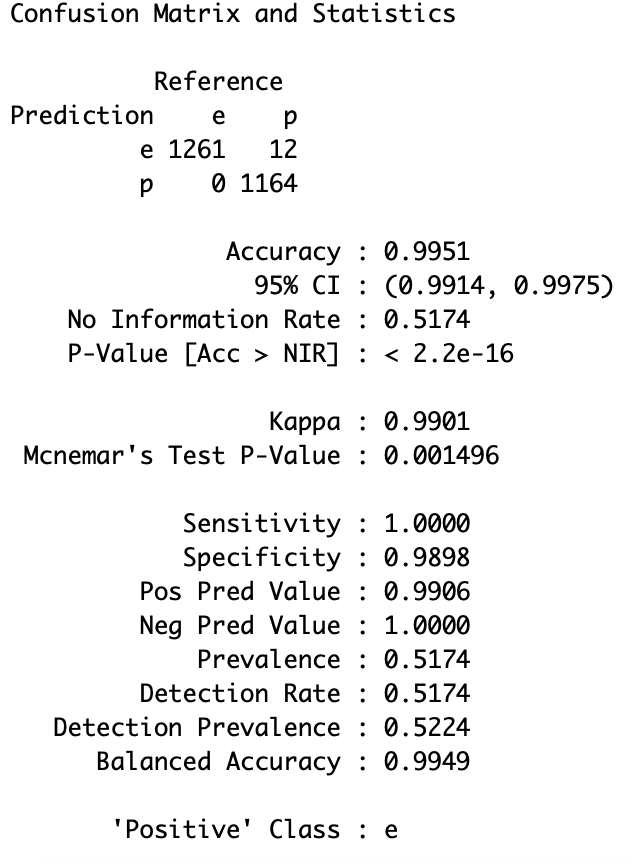 Confusion Matrix and Statistics
Reference
Prediction e p
e 1261 12
p 0 1164
Accuracy : 0.9951
95% CI : (0.9914, 0.9975)
No Information Rate : 0.5174
P-Value [Acc > NIR] : < 2.2e-16
Kappa : 0.9901
Mcnemar's Test P-Value : 0.001496
Sensitivity : 1.0000
Specificity : 0.9898
Pos Pred Value : 0.9906
Neg Pred Value : 1.0000
Prevalence : 0.5174
Detection Rate : 0.5174
Detection Prevalence : 0.5224
Balanced Accuracy : 0.9949
'Positive' Class : e